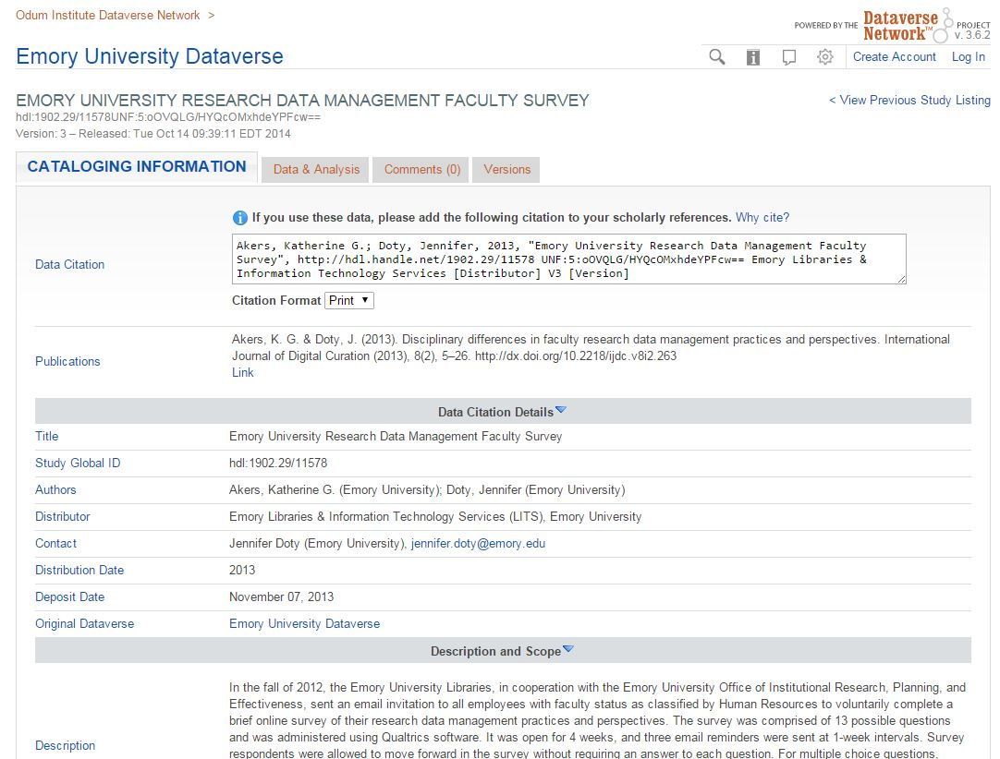 Odum Institute Dataverse Network >
POWERED BY THE Dataverse Network™ PROJECT v. 3.6.2
Emory University Dataverse
Create Account Log In
EMORY UNIVERSITY RESEARCH DATA MANAGEMENT FACULTY SURVEY
< View Previous Study Listing
hdl:1902.29/11578UNF:5:oOVQLG/HYQcOMxhdeYPFcw==
Version: 3 – Released: Tue Oct 14 09:39:11 EDT 2014
CATALOGING INFORMATION Data & Analysis Comments (0) Versions
If you use these data, please add the following citation to your scholarly references. Why cite?
Data Citation
Akers, Katherine G.; Doty, Jennifer, 2013, "Emory University Research Data Management Faculty
Survey", http://hdl.handle.net/1902.29/11578 UNF:5:oOVQLG/HYQcOMxhdeYPFcw== Emory Libraries &
Information Technology Services [Distributor] V3 [Version]
Citation Format Print
Publications
Akers, K. G. & Doty, J. (2013). Disciplinary differences in faculty research data management practices and perspectives. International
Journal of Digital Curation (2013), 8(2), 5–26. http://dx.doi.org/10.2218/ijdc.v8i2.263
Link
Data Citation Details
Title Emory University Research Data Management Faculty Survey
Study Global ID hdl:1902.29/11578
Authors Akers, Katherine G. (Emory University); Doty, Jennifer (Emory University)
Distributor Emory Libraries & Information Technology Services (LITS), Emory University
Contact Jennifer Doty (Emory University), jennifer.doty@emory.edu
Distribution Date 2013
Deposit Date November 07, 2013
Original Dataverse Emory University Dataverse
Description and Scope
Description
In the fall of 2012, the Emory University Libraries, in cooperation with the Emory University Office of Institutional Research, Planning, and
Effectiveness, sent an email invitation to all employees with faculty status as classified by Human Resources to voluntarily complete a
brief online survey of their research data management practices and perspectives. The survey was comprised of 13 possible questions
and was administered using Qualtrics software. It was open for 4 weeks, and three email reminders were sent at 1-week intervals. Survey
respondents were allowed to move forward in the survey without requiring an answer to each question. For multiple choice questions,